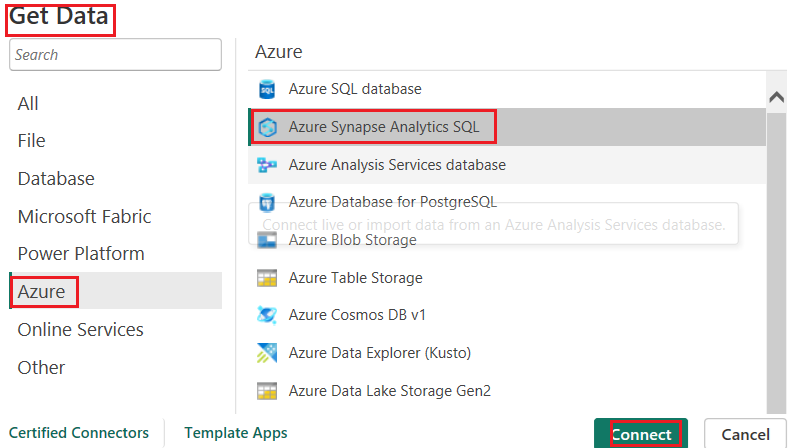 Get Data
Search
All
File
Database
Microsoft Fabric
Power Platform
Azure
Online Services
Other
Azure
Azure SQL database
Azure Synapse Analytics SQL
Azure Analysis Services database
Azure Database for PostgreSQL
Connect live or import data from an Azure Analysis Services database.
Azure Blob Storage
Azure Table Storage
Azure Cosmos DB v1
Azure Data Explorer (Kusto)
Azure Data Lake Storage Gen2
Certified Connectors
Template Apps
Connect
Cancel